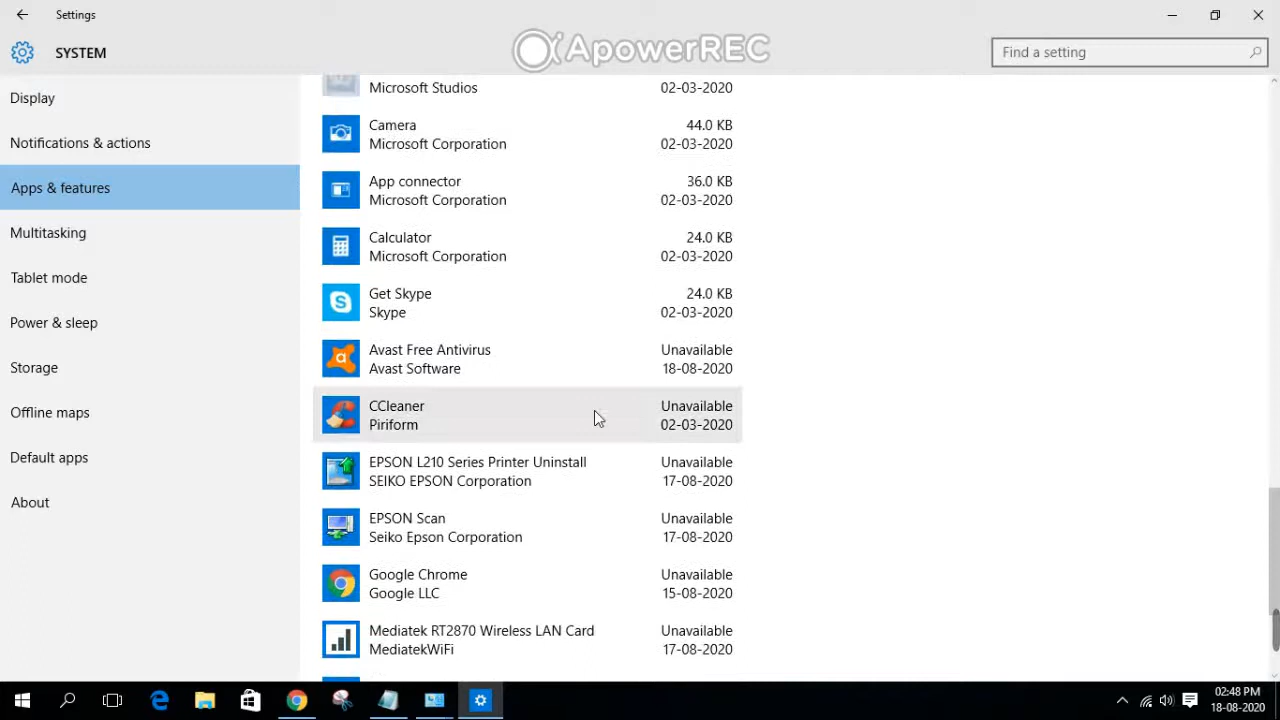 Settings
SYSTEM
ApowerREC
Find a setting
Display
Notifications & actions
Apps & features
Multitasking
Tablet mode
Power & sleep
Storage
Offline maps
Default apps
About
Microsoft Studios 02-03-2020
Camera 44.0 KB
Microsoft Corporation 02-03-2020
App connector 36.0 KB
Microsoft Corporation 02-03-2020
Calculator 24.0 KB
Microsoft Corporation 02-03-2020
Get Skype 24.0 KB
Skype 02-03-2020
Avast Free Antivirus Unavailable
Avast Software 18-08-2020
CCleaner Unavailable
Piriform 02-03-2020
EPSON L210 Series Printer Uninstall Unavailable
SEIKO EPSON Corporation 17-08-2020
EPSON Scan Unavailable
Seiko Epson Corporation 17-08-2020
Google Chrome Unavailable
Google LLC 15-08-2020
Mediatek RT2870 Wireless LAN Card Unavailable
MediatekWiFi 17-08-2020
02:48 PM
18-08-2020